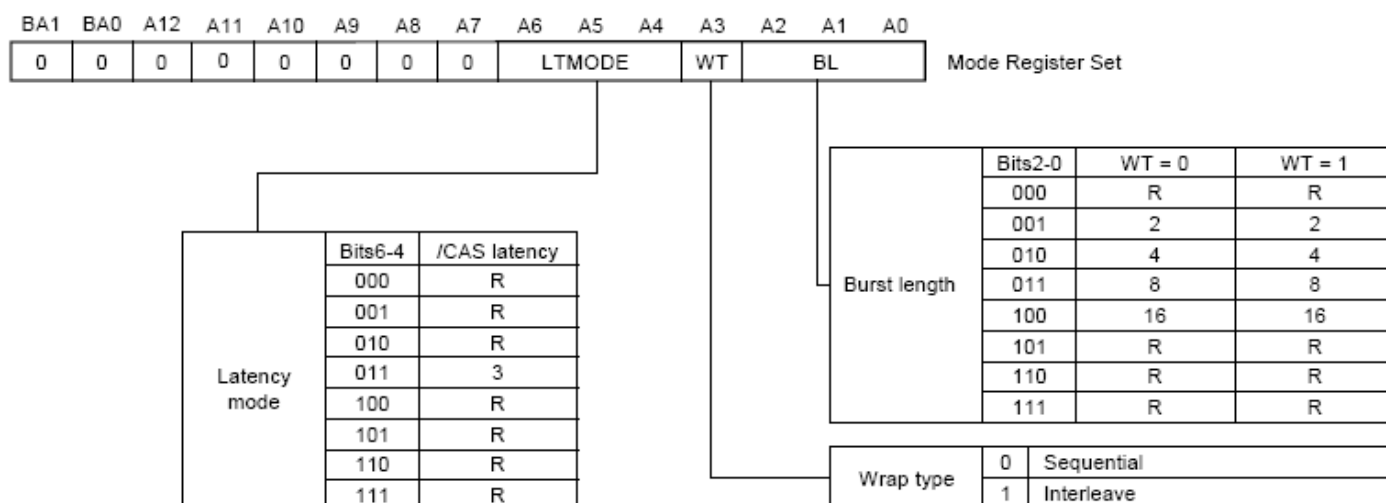 BA1 BA0 A12 A11 A10 A9 A8 A7 A6 A5 A4 A3 A2 A1 A0
0 0 0 0 0 0 0 0 LTMODE WT BL Mode Register Set
Burst length
Bits2-0 WT = 0 WT = 1
000 R R
001 2 2
010 4 4
011 8 8
100 16 16
101 R R
110 R R
111 R R
Latency
mode
Bits6-4 /CAS latency
000 R
001 R
010 R
011 3
100 R
101 R
110 R
111 R
Wrap type
0 Sequential
1 Interleave